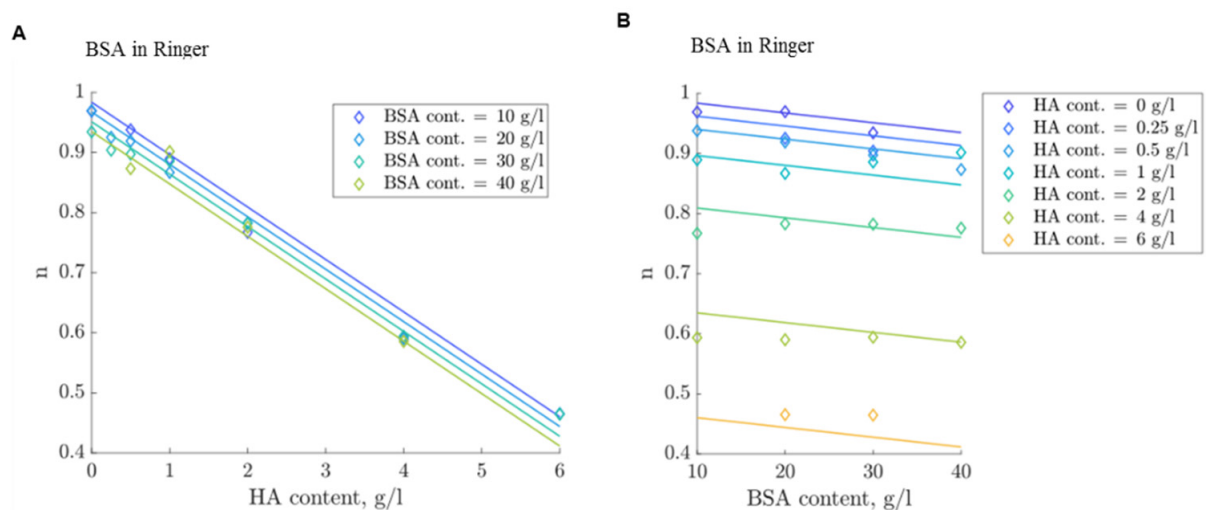 A
BSA in Ringer
1
0.9
0.8
0.7
0.6
0.5
0.4
n
0
1
2
3
4
5
6
HA content, g/l
BSA cont. = 10 g/l
BSA cont. = 20 g/l
BSA cont. = 30 g/l
BSA cont. = 40 g/l
B
BSA in Ringer
1
0.9
0.8
0.7
0.6
0.5
0.4
n
10
20
30
40
BSA content, g/l
HA cont. = 0 g/l
HA cont. = 0.25 g/l
HA cont. = 0.5 g/l
HA cont. = 1 g/l
HA cont. = 2 g/l
HA cont. = 4 g/l
HA cont. = 6 g/l